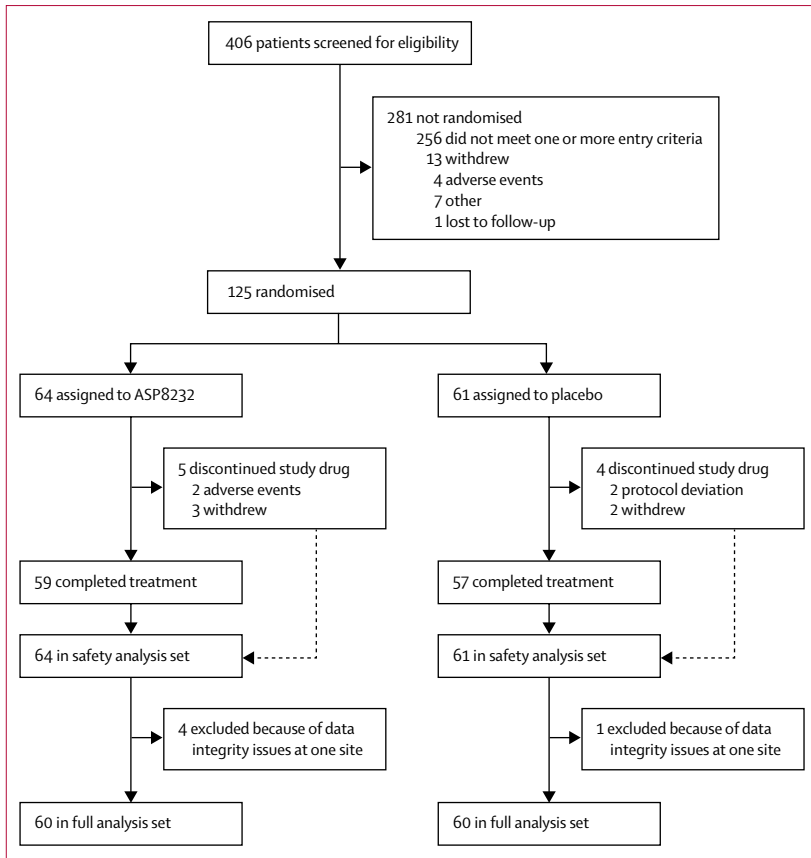 406 patients screened for eligibility
281 not randomised
256 did not meet one or more entry criteria
13 withdrew
4 adverse events
7 other
1 lost to follow-up
125 randomised
64 assigned to ASP8232
61 assigned to placebo
5 discontinued study drug
2 adverse events
3 withdrew
4 discontinued study drug
2 protocol deviation
2 withdrew
59 completed treatment
57 completed treatment
64 in safety analysis set
61 in safety analysis set
4 excluded because of data
integrity issues at one site
1 excluded because of data
integrity issues at one site
60 in full analysis set
60 in full analysis set